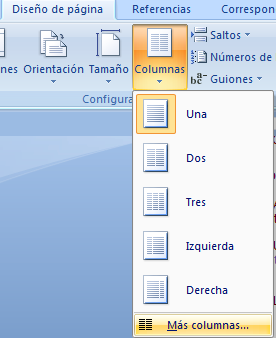 Diseño de página Referencias Correspon
nes Orientación Tamaño Columnas Saltos
Números de
Guiones
Configura
Una
Dos
Tres
Izquierda
Derecha
Más columnas...